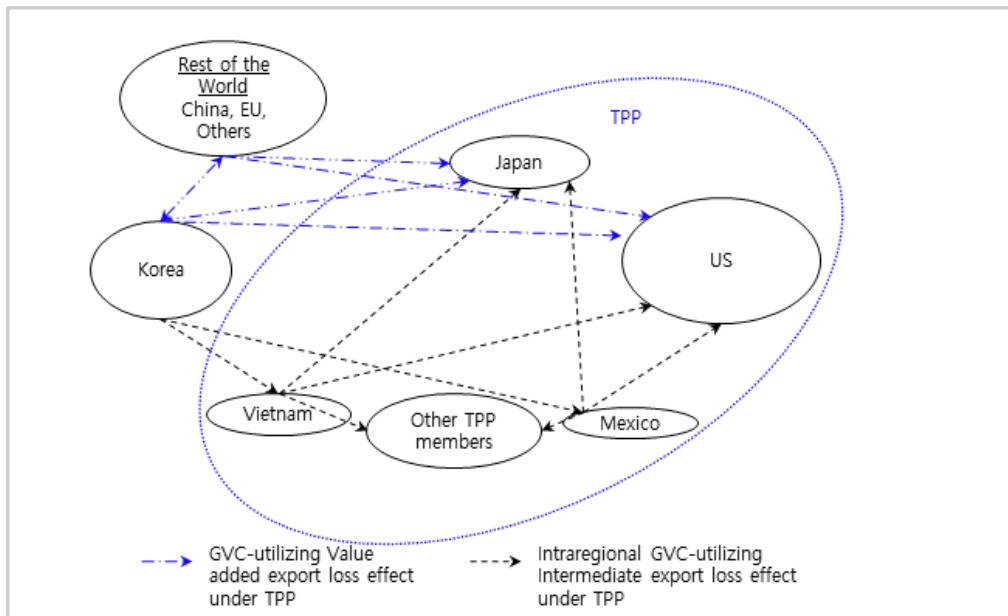 Rest of the
World
China, EU,
Others
TPP
Japan
US
Korea
Vietnam
Other TPP
members
Mexico
GVC-utilizing Value
added export loss effect
under TPP
Intraregional GVC-utilizing
Intermediate export loss effect
under TPP